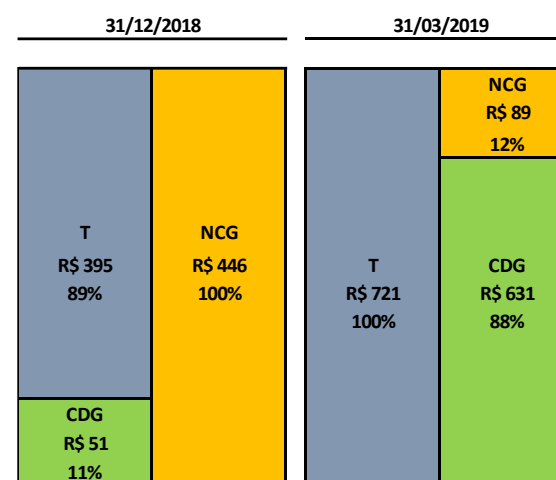 31/12/2018
31/03/2019
T
R$ 395
89%
NCG
R$ 446
100%
CDG
R$ 51
11%
T
R$ 721
100%
NCG
R$ 89
12%
CDG
R$ 631
88%